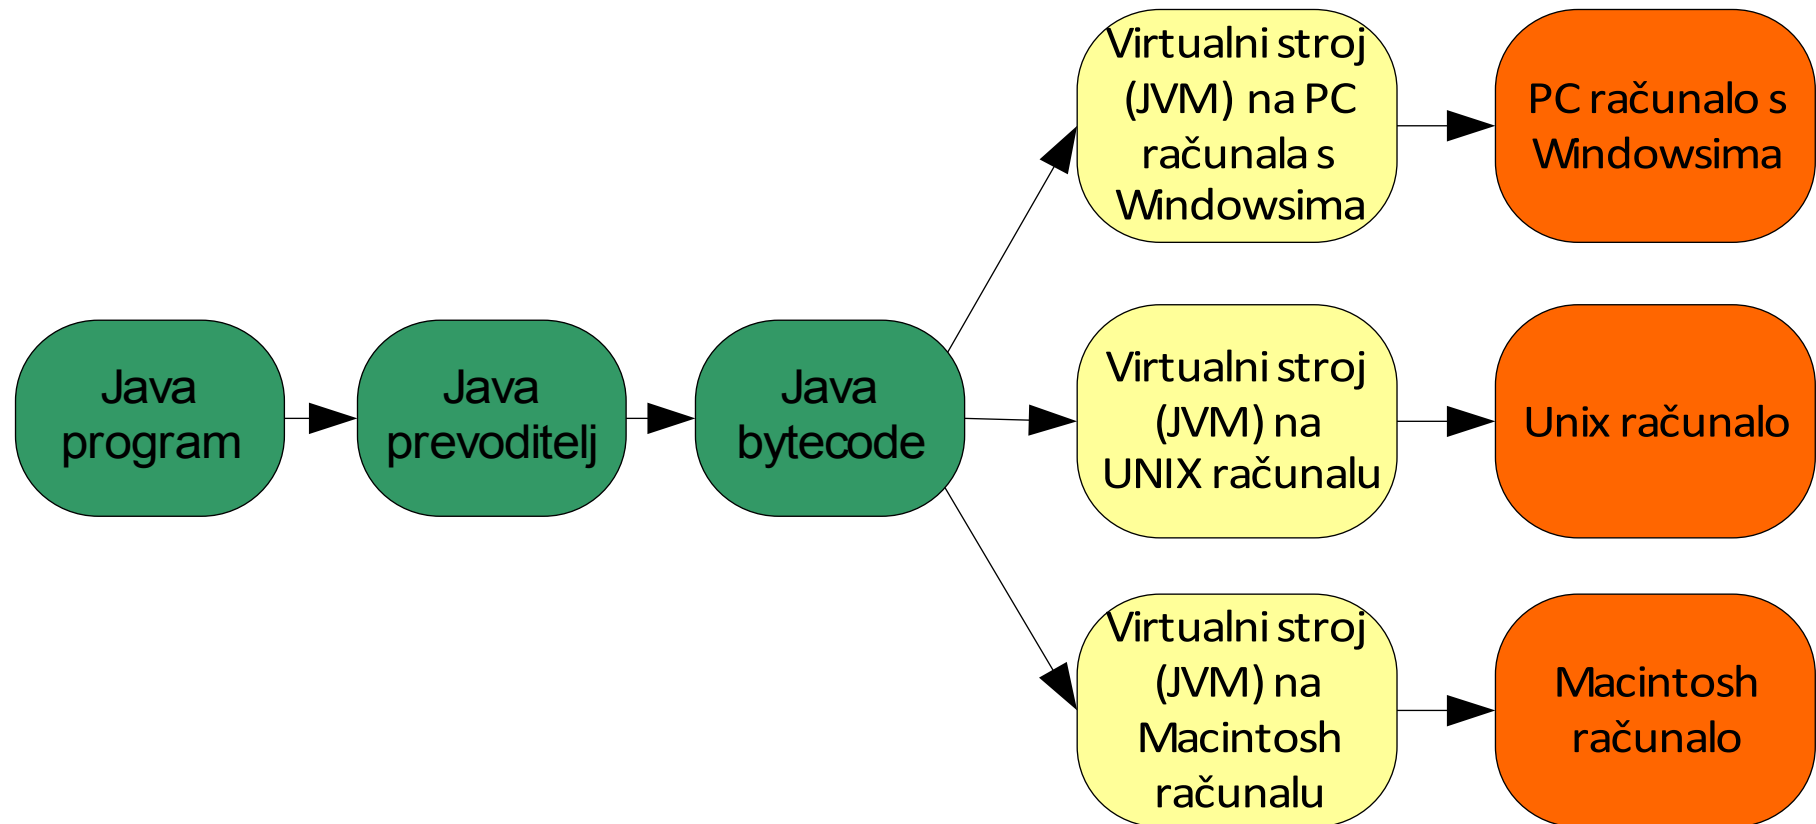 Java
program
Java
prevoditelj
Java
bytecode
Virtualni stroj
(JVM) na PC
računala s
Windowsima
PC računalo s
Windowsima
Virtualni stroj
(JVM) na
UNIX računalu
Unix računalo
Virtualni stroj
(JVM) na
Macintosh
računalu
Macintosh
računalo